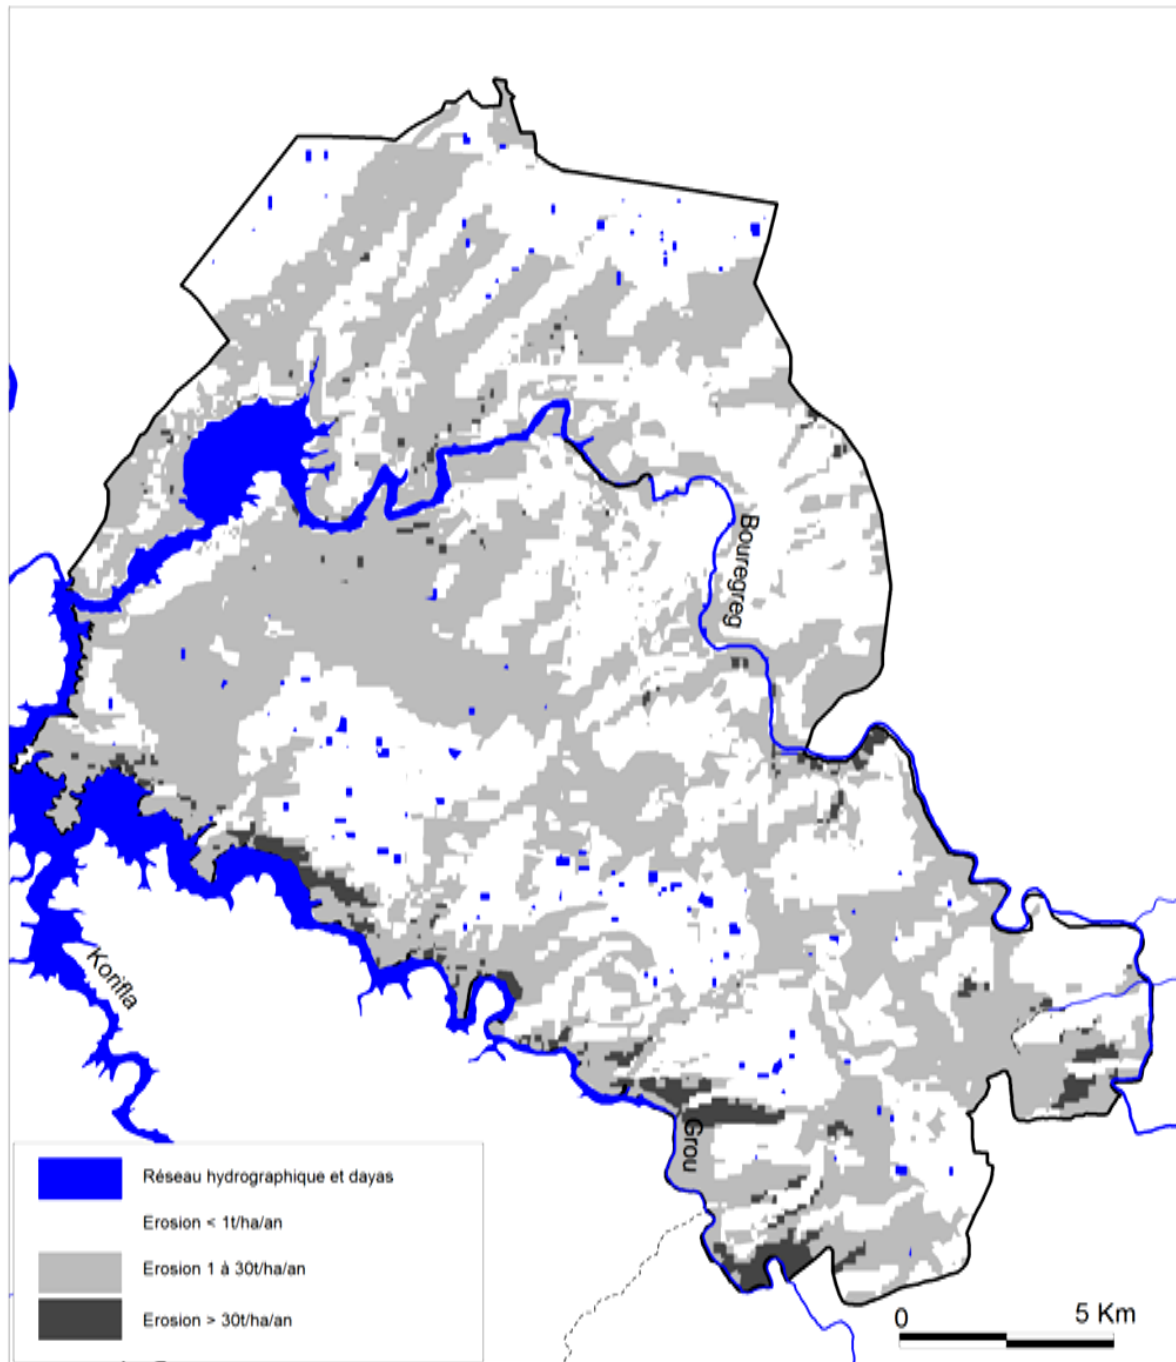 Bouregreg
Korifla
Grou
Réseau hydrographique et dayas
Erosion < 1t/ha/an
Erosion 1 à 30t/ha/an
Erosion > 30t/ha/an
0 5 Km